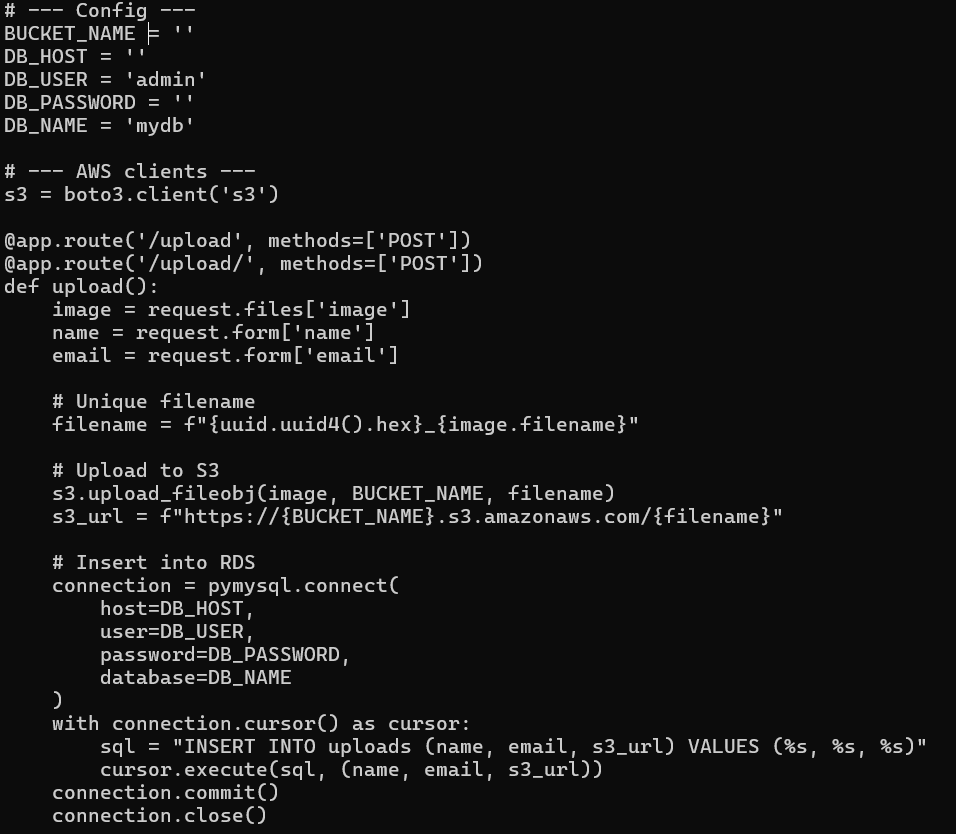 # --- Config ---
BUCKET_NAME = ''
DB_HOST = ''
DB_USER = 'admin'
DB_PASSWORD = ''
DB_NAME = 'mydb'

# --- AWS clients ---
s3 = boto3.client('s3')

@app.route('/upload', methods=['POST'])
@app.route('/upload/', methods=['POST'])
def upload():
    image = request.files['image']
    name = request.form['name']
    email = request.form['email']

    # Unique filename
    filename = f"{uuid.uuid4().hex}_{image.filename}"

    # Upload to S3
    s3.upload_fileobj(image, BUCKET_NAME, filename)
    s3_url = f"https://{BUCKET_NAME}.s3.amazonaws.com/{filename}"

    # Insert into RDS
    connection = pymysql.connect(
        host=DB_HOST,
        user=DB_USER,
        password=DB_PASSWORD,
        database=DB_NAME
    )
    with connection.cursor() as cursor:
        sql = "INSERT INTO uploads (name, email, s3_url) VALUES (%s, %s, %s)"
        cursor.execute(sql, (name, email, s3_url))
    connection.commit()
    connection.close()